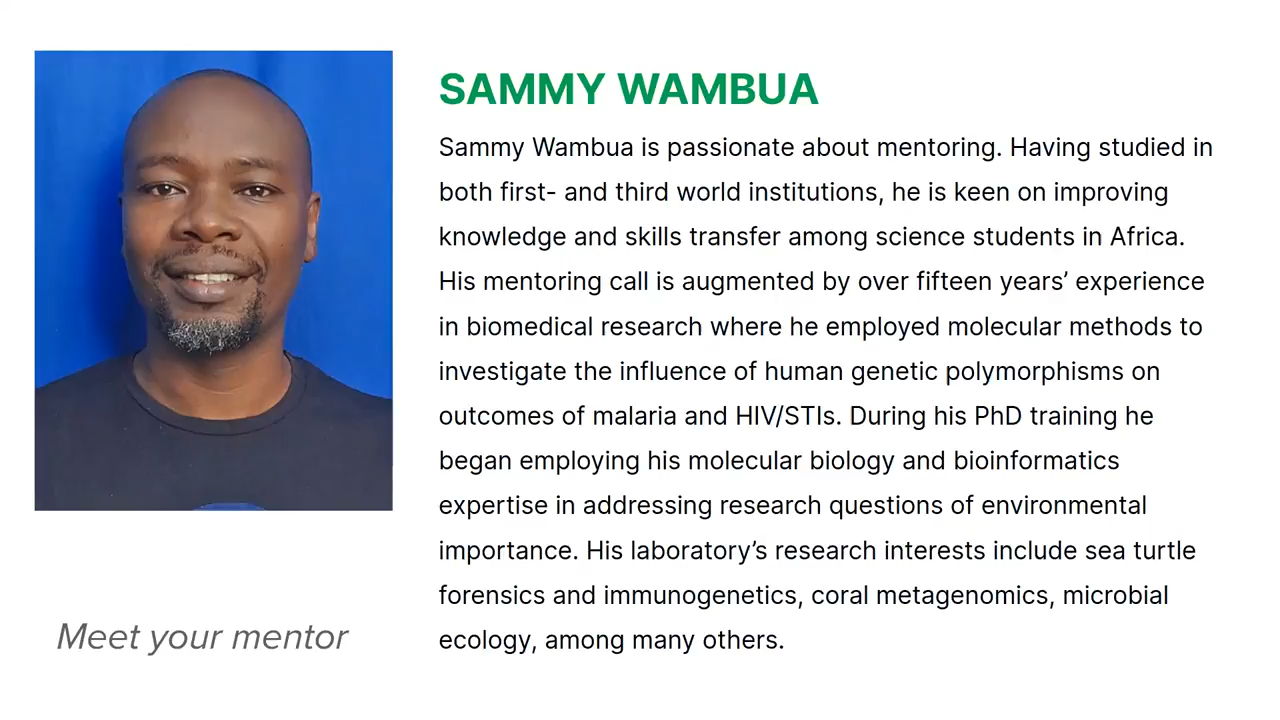 SAMMY WAMBUA
Sammy Wambua is passionate about mentoring. Having studied in
both first- and third world institutions, he is keen on improving
knowledge and skills transfer among science students in Africa.
His mentoring call is augmented by over fifteen years’ experience
in biomedical research where he employed molecular methods to
investigate the influence of human genetic polymorphisms on
outcomes of malaria and HIV/STIs. During his PhD training he
began employing his molecular biology and bioinformatics
expertise in addressing research questions of environmental
importance. His laboratory’s research interests include sea turtle
forensics and immunogenetics, coral metagenomics, microbial
ecology, among many others.
Meet your mentor